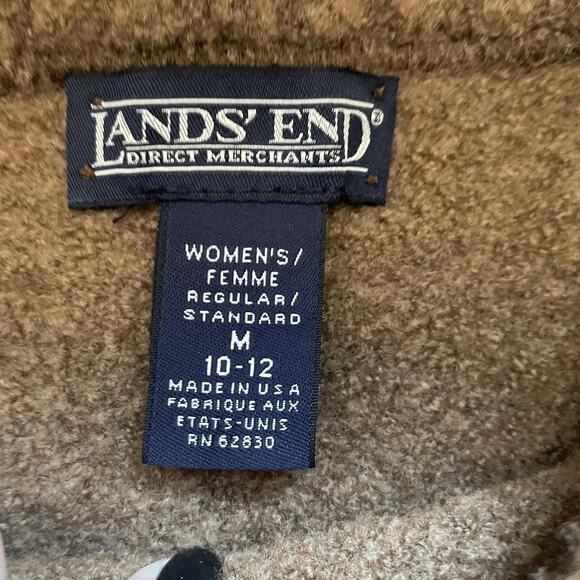 LANDS' END®
DIRECT MERCHANTS
WOMEN'S/
FEMME
REGULAR/
STANDARD
M
10-12
MADE IN USA
FABRIQUE AUX
ETATS-UNIS
RN 62830